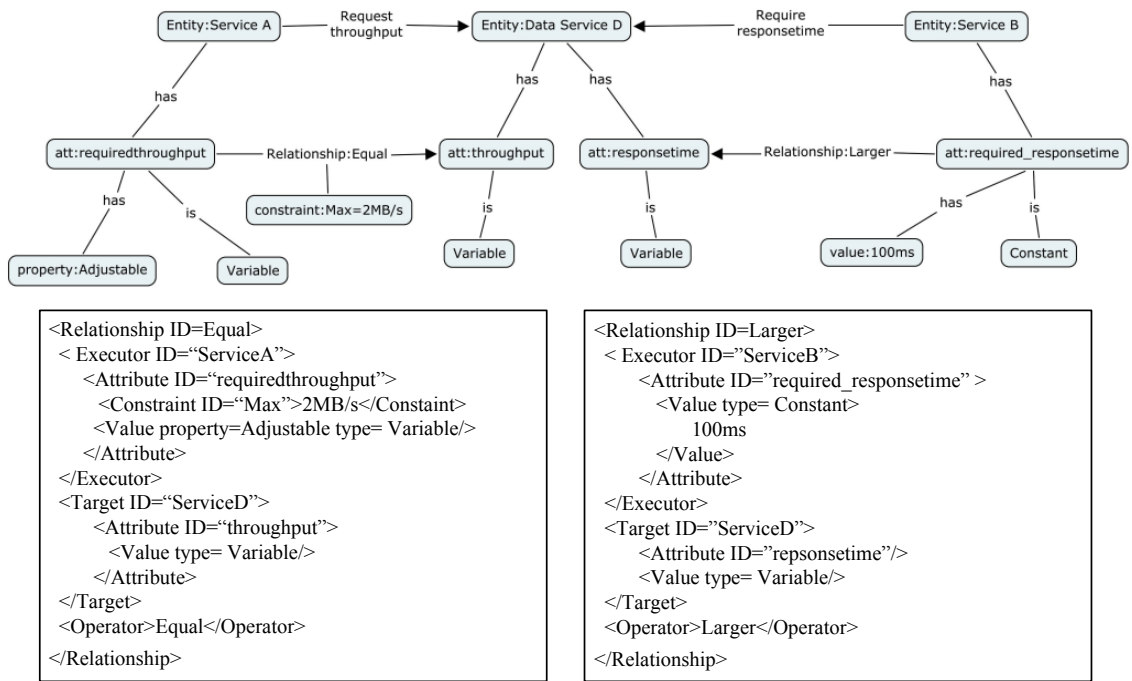 Entity:Service A
Request
throughput
Entity:Data Service D
Require
responsetime
Entity:Service B
has
has
has
has
att:requiredthroughput
Relationship:Equal
att:throughput
att:responsetime
Relationship:Larger
att:required_responsetime
has
is
constraint:Max=2MB/s
is
is
has
is
property:Adjustable
Variable
Variable
Variable
value:100ms
Constant
<Relationship ID=Equal>
< Executor ID=“ServiceA”>
<Attribute ID=“requiredthroughput”>
<Constraint ID=“Max”>2MB/s</Constaint>
<Value property=Adjustable type= Variable/>
</Attribute>
</Executor>
<Target ID=“ServiceD”>
<Attribute ID=“throughput”>
<Value type= Variable/>
</Attribute>
</Target>
<Operator>Equal</Operator>
</Relationship>
<Relationship ID=Larger>
< Executor ID=”ServiceB”>
<Attribute ID=”required_responsetime” >
<Value type= Constant>
100ms
</Value>
</Attribute>
</Executor>
<Target ID=”ServiceD”>
<Attribute ID=”repsonsetime”/>
<Value type= Variable/>
</Target>
<Operator>Larger</Operator>
</Relationship>